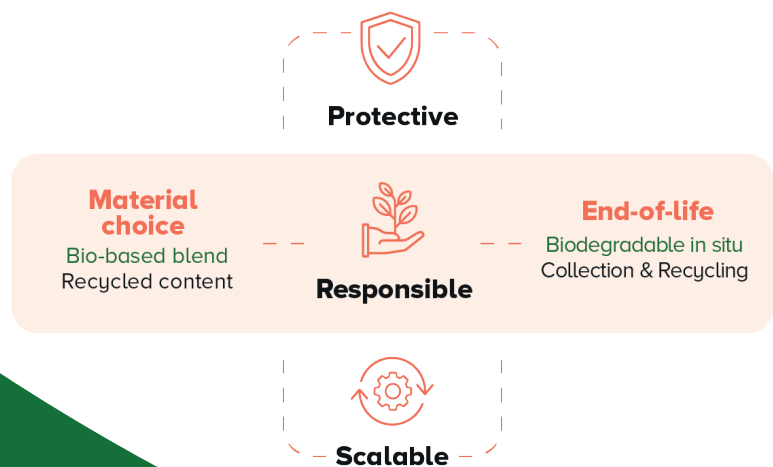 Protective
Material
choice
Bio-based blend
Recycled content
Responsible
End-of-life
Biodegradable in situ
Collection & Recycling
Scalable